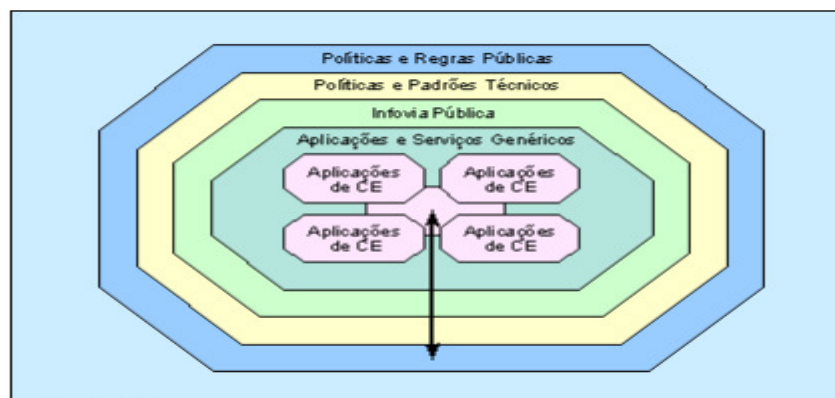 Políticas e Regras Públicas
Políticas e Padrões Técnicos
Infovia Pública
Aplicações e Serviços Genéricos
Aplicações
de CE
Aplicações
de CE
Aplicações
de CE
Aplicações
de CE